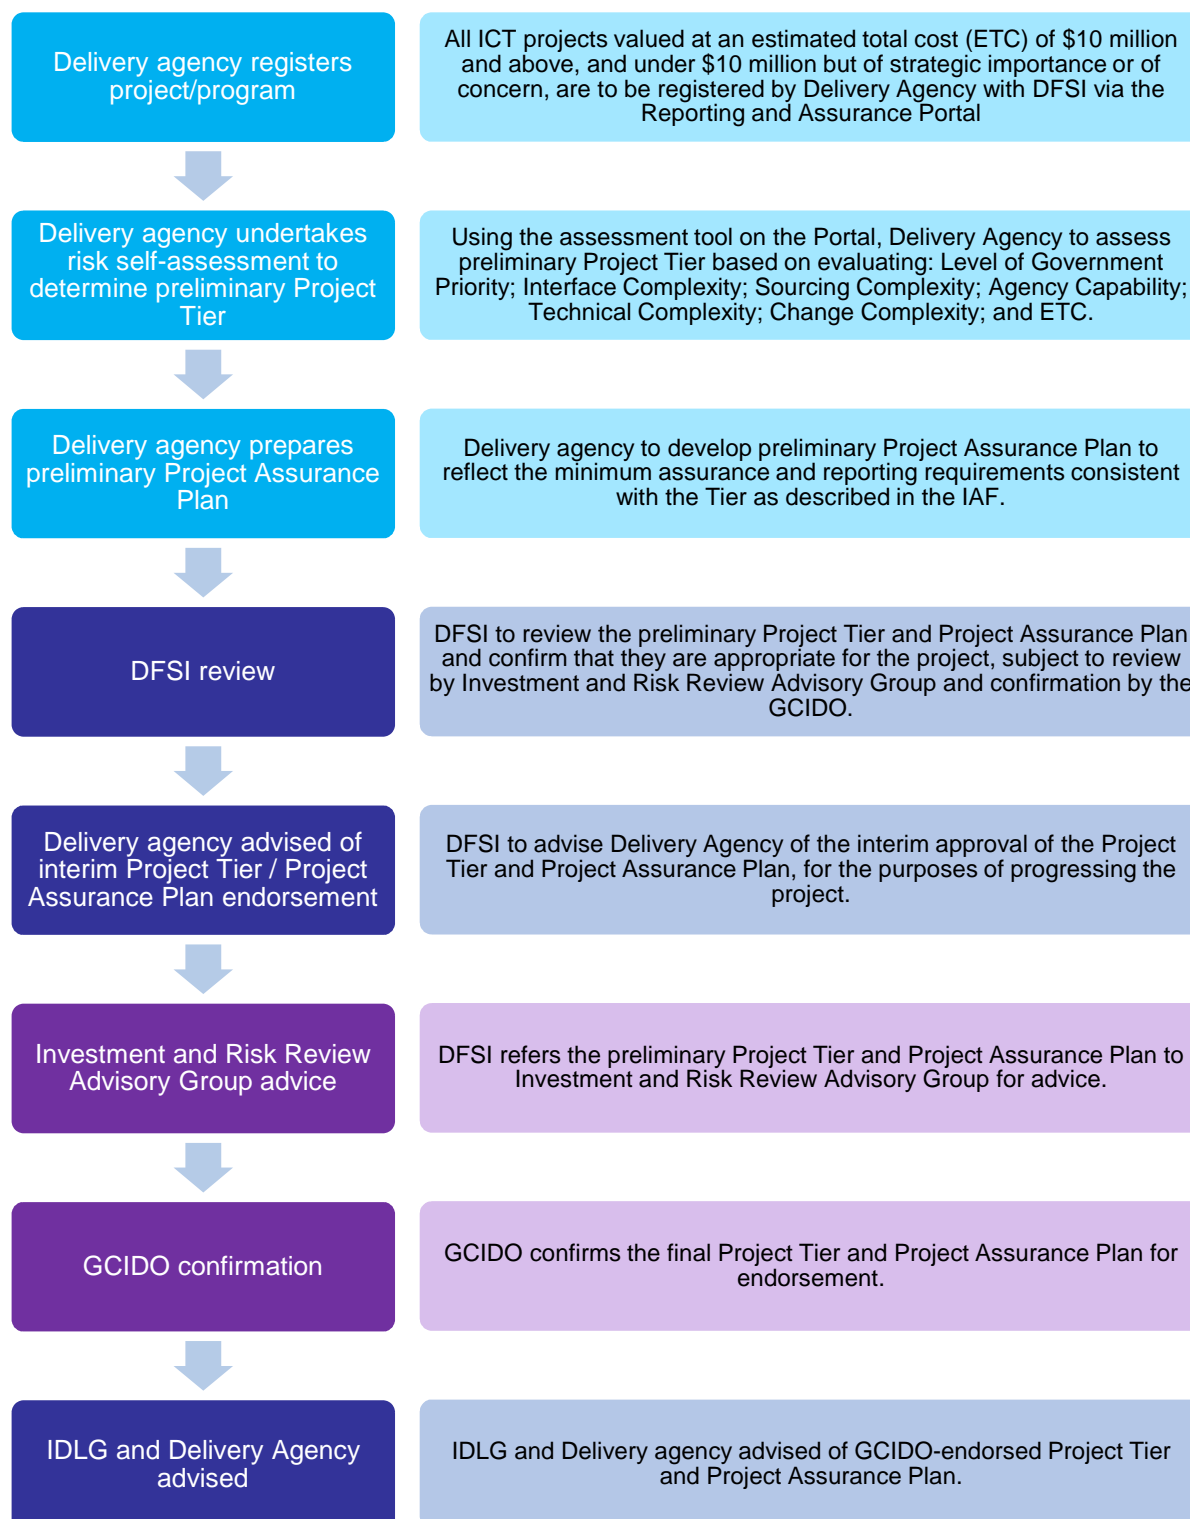 Delivery agency registers
project/program
All ICT projects valued at an estimated total cost (ETC) of $10 million
and above, and under $10 million but of strategic importance or of
concern, are to be registered by Delivery Agency with DFSI via the
Reporting and Assurance Portal
Delivery agency undertakes
risk self-assessment to
determine preliminary Project
Tier
Using the assessment tool on the Portal, Delivery Agency to assess
preliminary Project Tier based on evaluating: Level of Government
Priority; Interface Complexity; Sourcing Complexity; Agency Capability;
Technical Complexity; Change Complexity; and ETC.
Delivery agency prepares
preliminary Project Assurance
Plan
Delivery agency to develop preliminary Project Assurance Plan to
reflect the minimum assurance and reporting requirements consistent
with the Tier as described in the IAF.
DFSI review
DFSI to review the preliminary Project Tier and Project Assurance Plan
and confirm that they are appropriate for the project, subject to review
by Investment and Risk Review Advisory Group and confirmation by the
GCIDO.
Delivery agency advised of
interim Project Tier / Project
Assurance Plan endorsement
DFSI to advise Delivery Agency of the interim approval of the Project
Tier and Project Assurance Plan, for the purposes of progressing the
project.
Investment and Risk Review
Advisory Group advice
DFSI refers the preliminary Project Tier and Project Assurance Plan to
Investment and Risk Review Advisory Group for advice.
GCIDO confirmation
GCIDO confirms the final Project Tier and Project Assurance Plan for
endorsement.
IDLG and Delivery Agency
advised
IDLG and Delivery agency advised of GCIDO-endorsed Project Tier
and Project Assurance Plan.